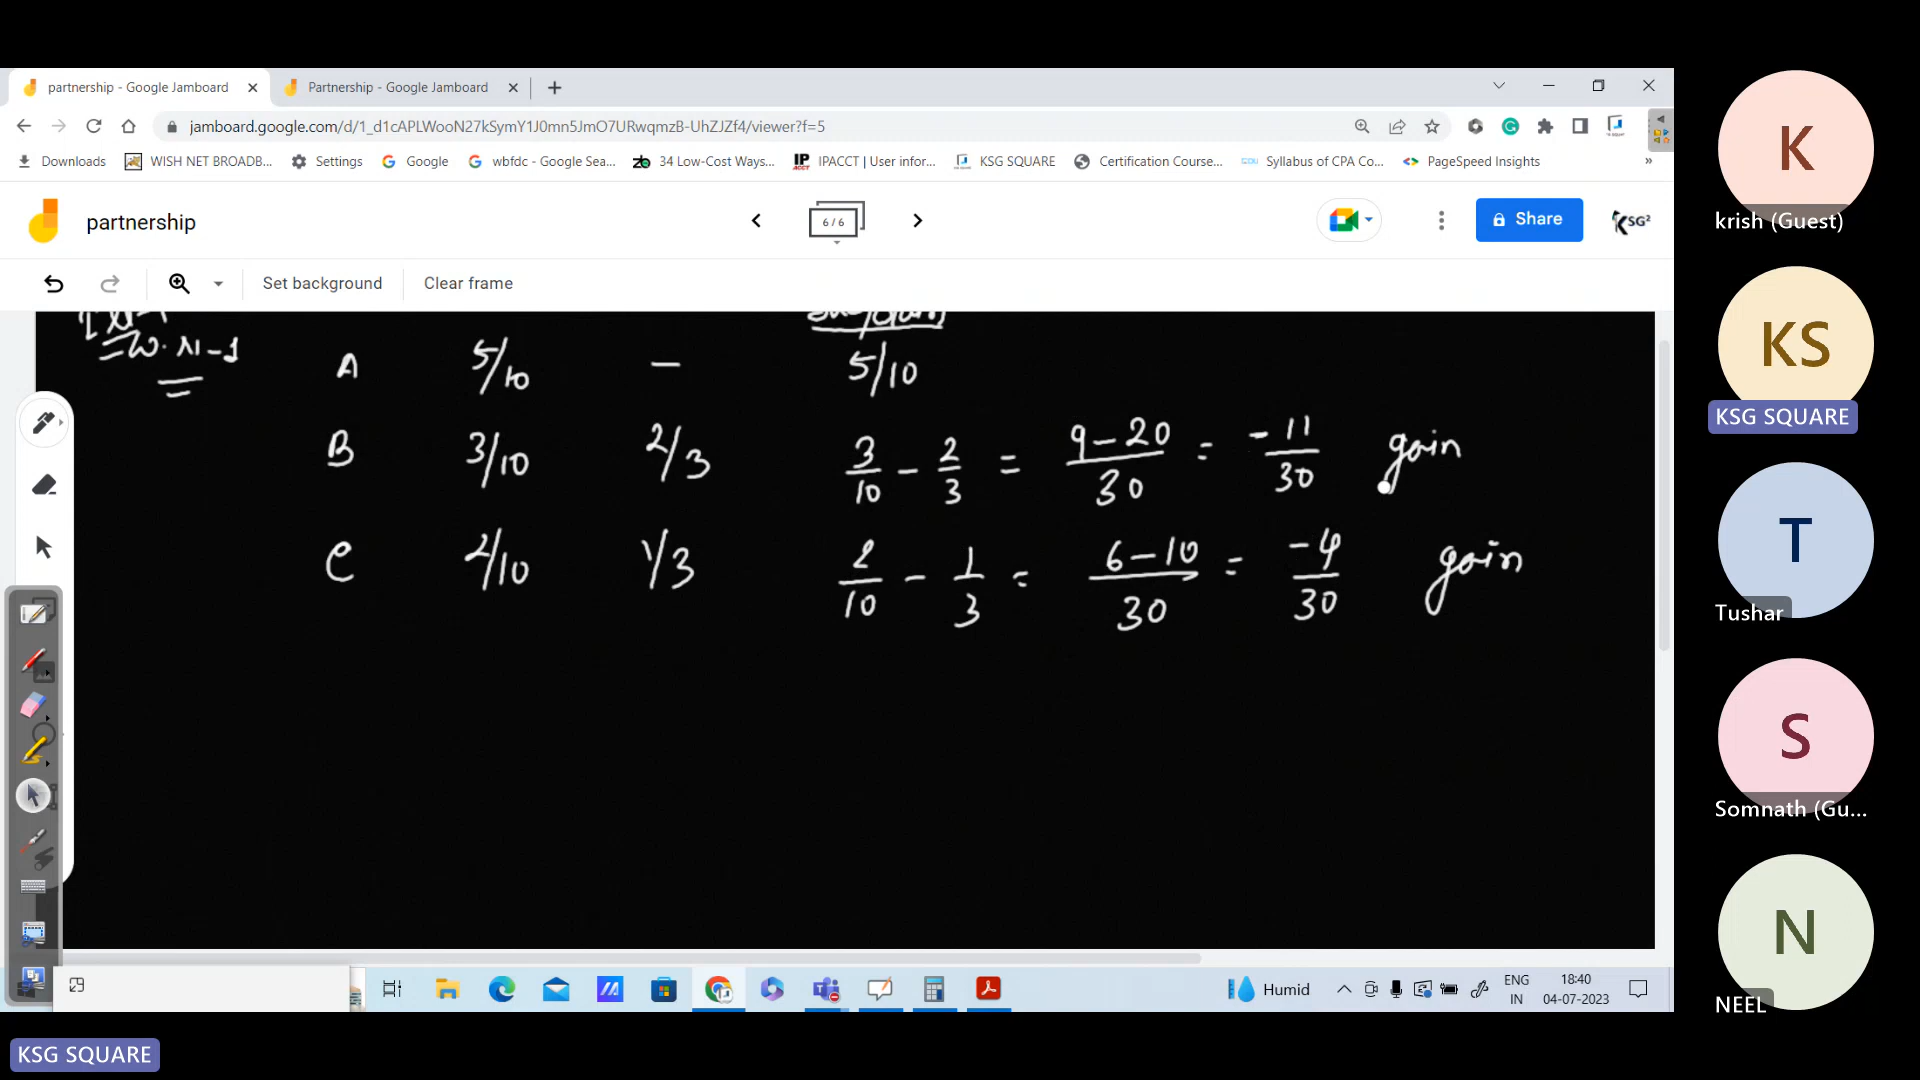 partnership - Google Jamboard
Partnership - Google Jamboard
jamboard.google.com/d/1_d1cAPLWooN27kSymY1J0mn5JmO7URwqmzB-UhZJZf4/viewer?f=5
Downloads WISH NET BROADB... Settings Google wbfdc - Google Sea... 34 Low-Cost Ways... IPACCT | User infor... KSG SQUARE Certification Course... Syllabus of CPA Co... PageSpeed Insights »
partnership
6 / 6
Share
KSG²
Set background Clear frame
W.N-1
A 5/10 — 5/10
B 3/10 2/3 3/10 - 2/3 = 9-20/30 = -11/30 gain
C 2/10 1/3 2/10 - 1/3 = 6-10/30 = -4/30 gain
Humid
ENG
IN
18:40
04-07-2023
K
krish (Guest)
KS
KSG SQUARE
T
Tushar
S
Somnath (Gu...
N
NEEL
KSG SQUARE